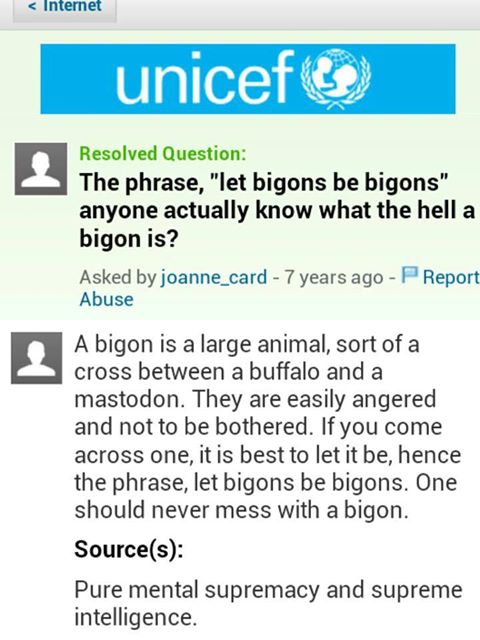 < Internet
unicef
Resolved Question:
The phrase, "let bigons be bigons"
anyone actually know what the hell a
bigon is?
Asked by joanne_card - 7 years ago - Report
Abuse
A bigon is a large animal, sort of a
cross between a buffalo and a
mastodon. They are easily angered
and not to be bothered. If you come
across one, it is best to let it be, hence
the phrase, let bigons be bigons. One
should never mess with a bigon.
Source(s):
Pure mental supremacy and supreme
intelligence.